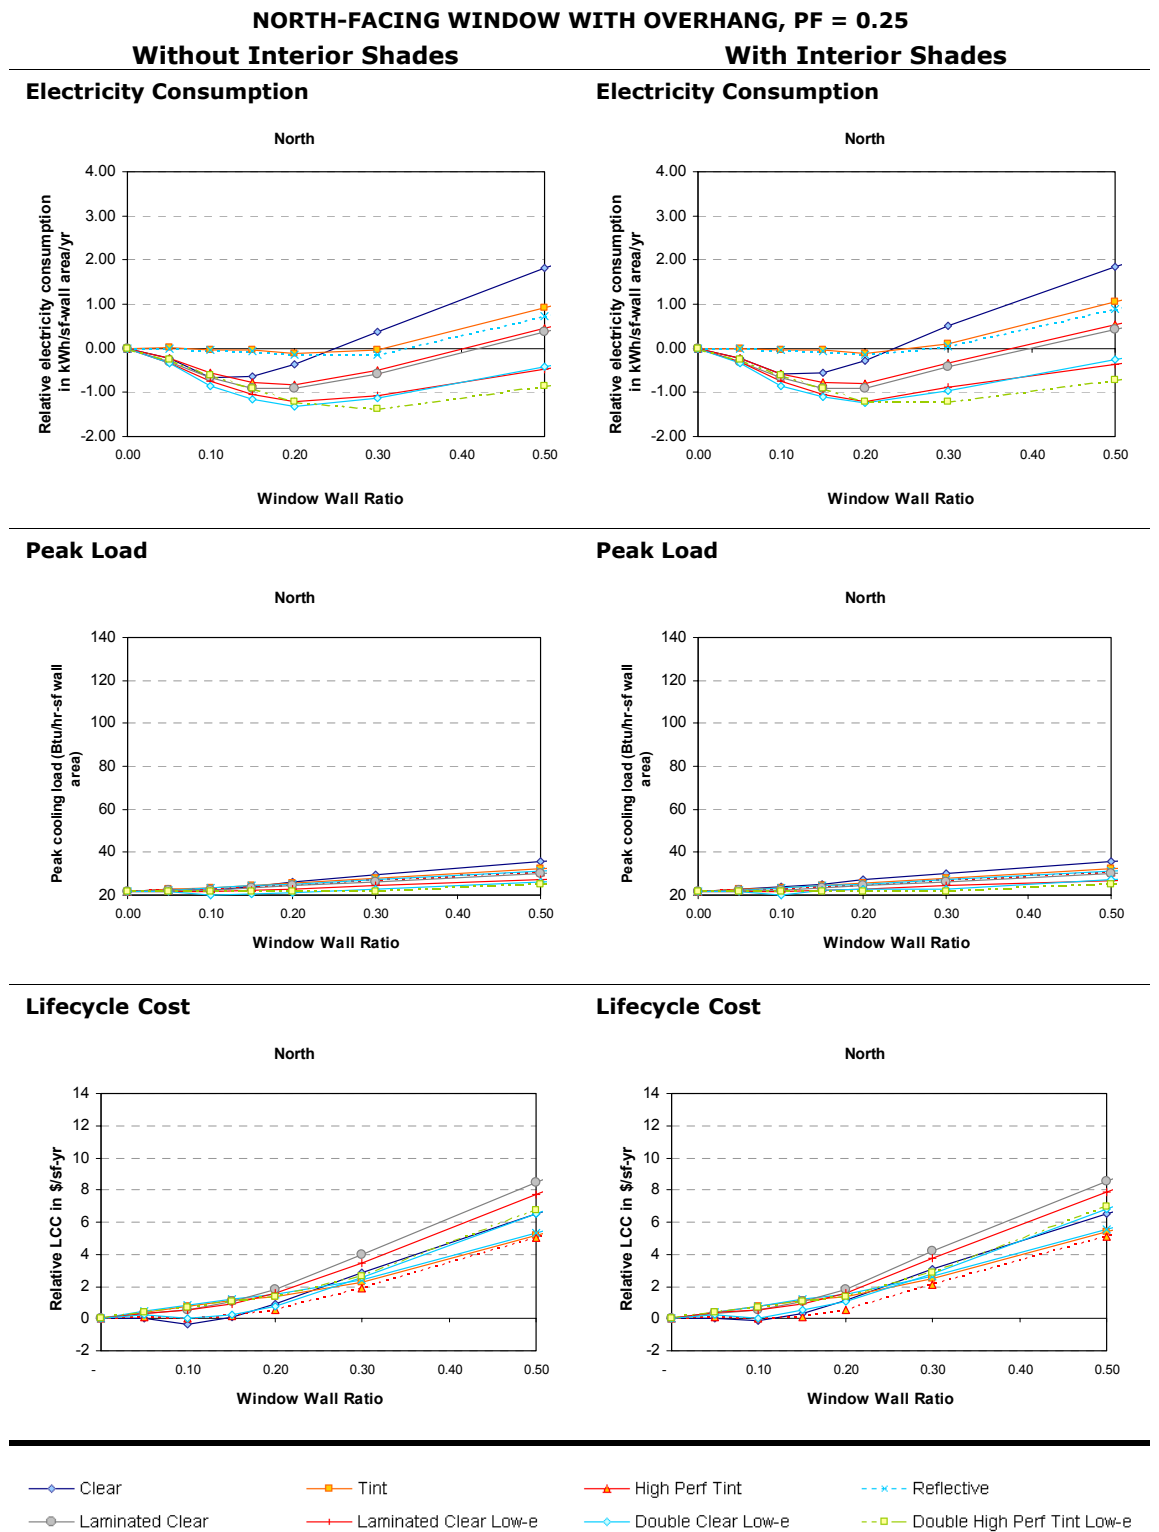 NORTH-FACING WINDOW WITH OVERHANG, PF = 0.25
Without Interior Shades
With Interior Shades
Electricity Consumption
Electricity Consumption
North
Relative electricity consumption
in kWh/sf-wall area/yr
4.00
3.00
2.00
1.00
0.00
-1.00
-2.00
0.00 0.10 0.20 0.30 0.40 0.50
Window Wall Ratio
North
Relative electricity consumption
in kWh/sf-wall area/yr
4.00
3.00
2.00
1.00
0.00
-1.00
-2.00
0.00 0.10 0.20 0.30 0.40 0.50
Window Wall Ratio
Peak Load
Peak Load
North
Peak cooling load (Btu/hr-sf wall
area)
140
120
100
80
60
40
20
0.00 0.10 0.20 0.30 0.40 0.50
Window Wall Ratio
North
Peak cooling load (Btu/hr-sf wall
area)
140
120
100
80
60
40
20
0.00 0.10 0.20 0.30 0.40 0.50
Window Wall Ratio
Lifecycle Cost
Lifecycle Cost
North
Relative LCC in $/sf-yr
14
12
10
8
6
4
2
0
-2
- 0.10 0.20 0.30 0.40 0.50
Window Wall Ratio
North
Relative LCC in $/sf-yr
14
12
10
8
6
4
2
0
-2
- 0.10 0.20 0.30 0.40 0.50
Window Wall Ratio
Clear Tint High Perf Tint Reflective
Laminated Clear Laminated Clear Low-e Double Clear Low-e Double High Perf Tint Low-e